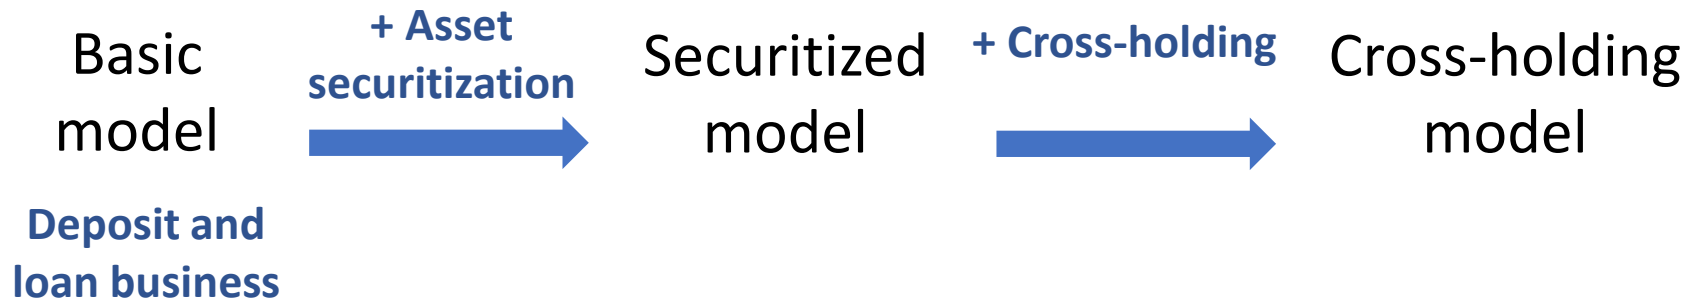 Basic
model
Deposit and
loan business
+ Asset
securitization
Securitized
model
+ Cross-holding
Cross-holding
model